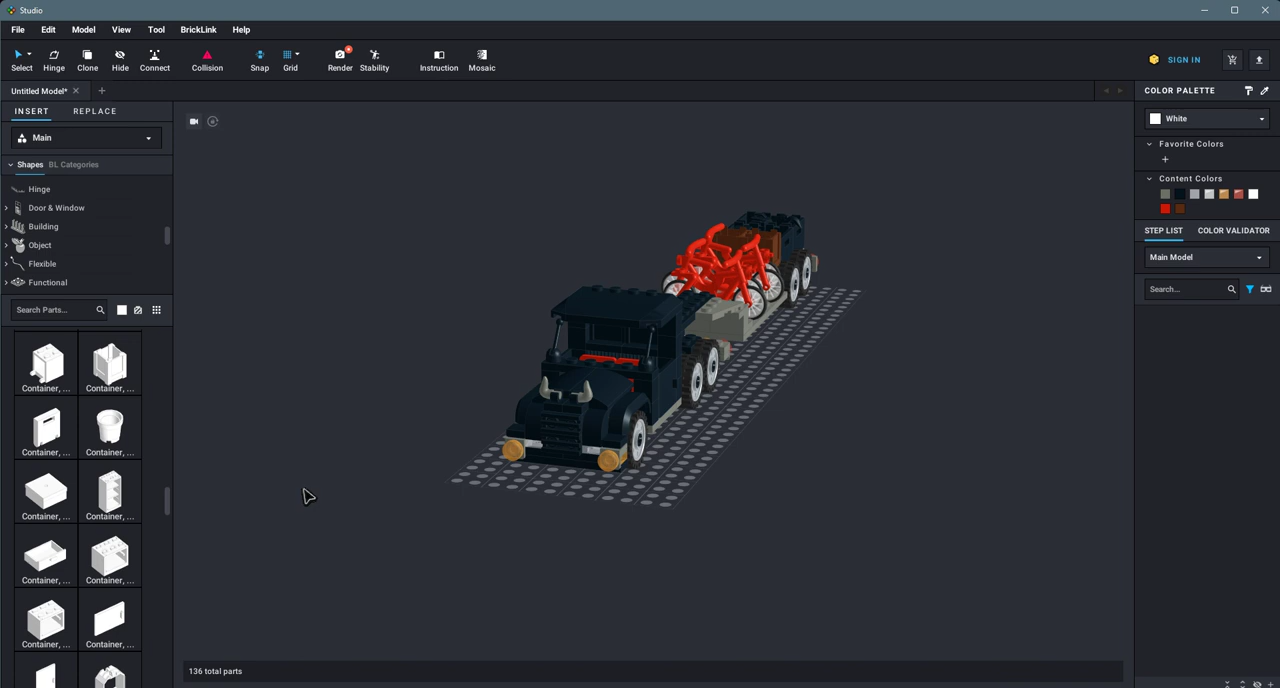 Studio
File Edit Model View Tool BrickLink Help
Select Hinge Clone Hide Connect Collision Snap Grid Render Stability Instruction Mosaic SIGN IN
Untitled Model*
INSERT REPLACE
Main
Shapes BL Categories
Hinge
Door & Window
Building
Object
Flexible
Functional
Search Parts...
Container, ... Container, ...
Container, ... Container, ...
Container, ... Container, ...
Container, ... Container, ...
Container, ... Container, ...
136 total parts
COLOR PALETTE
White
Favorite Colors
Content Colors
STEP LIST COLOR VALIDATOR
Main Model
Search...